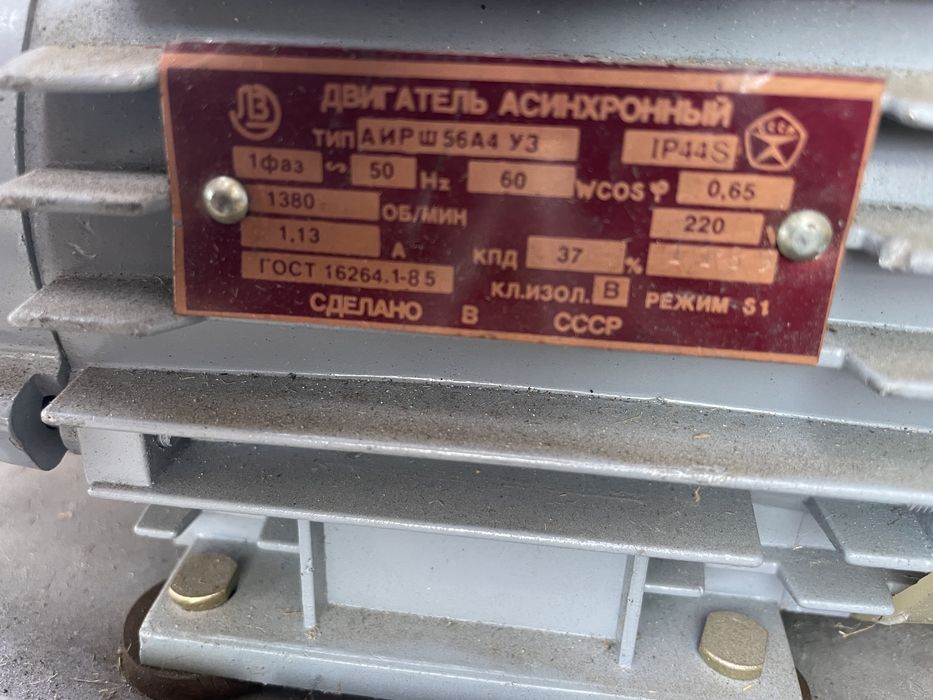 ДВИГАТЕЛЬ АСИНХРОННЫЙ
ТИП АИРШ56А4 У3 IP44S СССР
1фаз ~ 50 Hz 60 W COS φ 0,65
1380 ОБ/МИН 220 V
1,13 А КПД 37 %
ГОСТ 16264.1-85 КЛ.ИЗОЛ. В РЕЖИМ S1
СДЕЛАНО В СССР